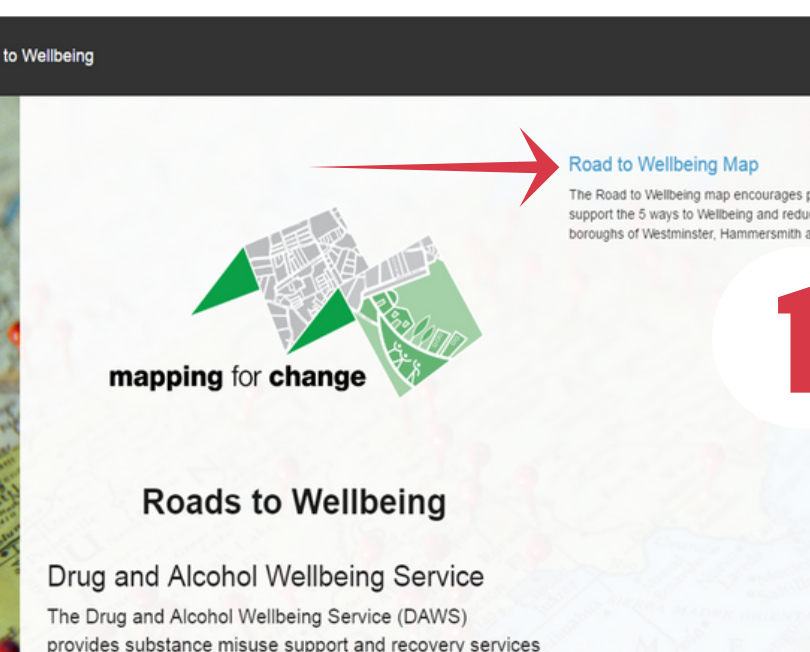 to Wellbeing
Road to Wellbeing Map
The Road to Wellbeing map encourages
support the 5 ways to Wellbeing and
boroughs of Westminster, Hammersmith
1
mapping for change
Roads to Wellbeing
Drug and Alcohol Wellbeing Service
The Drug and Alcohol Wellbeing Service (DAWS)
provides substance misuse support and recovery services